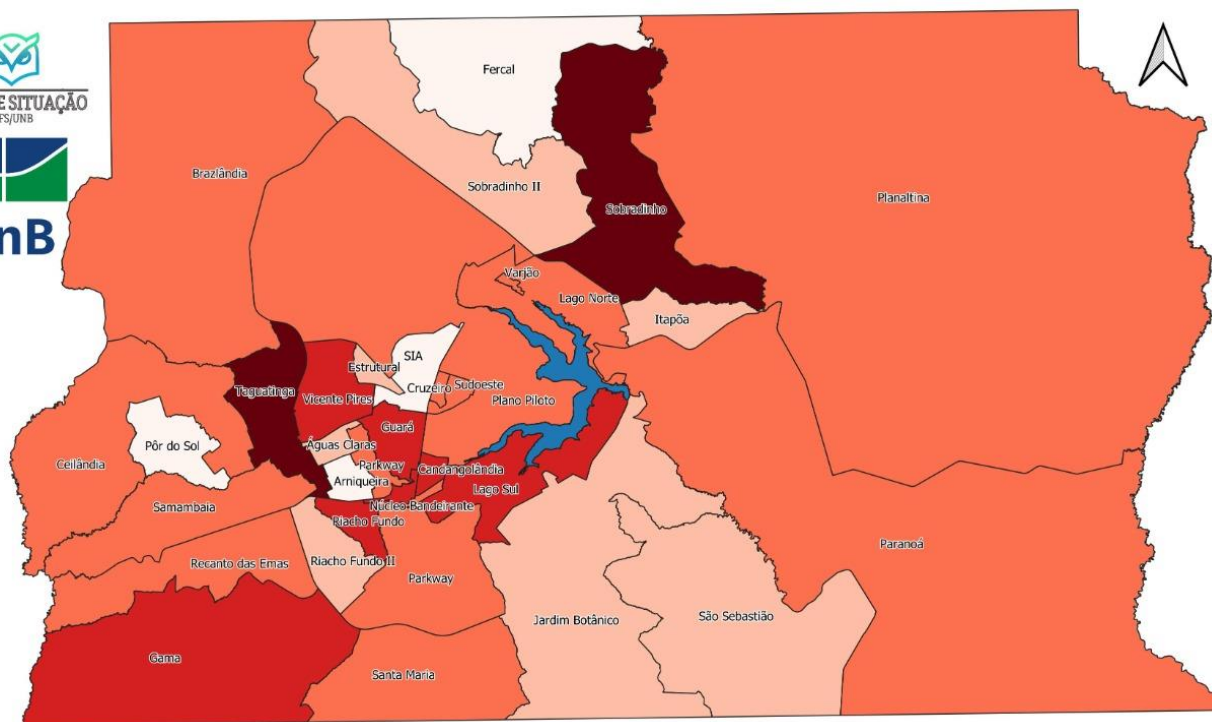 E SITUAÇÃO
FS/UNB
nB
Fercal
Brazlândia
Sobradinho II
Planaltina
Sobradinho
Varjão
Lago Norte
Itapõa
SIA
Estrutural
Cruzeiro
Sudoeste
Taguatinga
Vicente Pires
Plano Piloto
Guará
Pôr do Sol
Águas Claras
Ceilândia
Parkway
Candangolândia
Arniqueira
Lago Sul
Samambaia
Núcleo Bandeirante
Riacho Fundo
Paranoá
Recanto das Emas
Riacho Fundo II
Parkway
São Sebastião
Jardim Botânico
Gama
Santa Maria